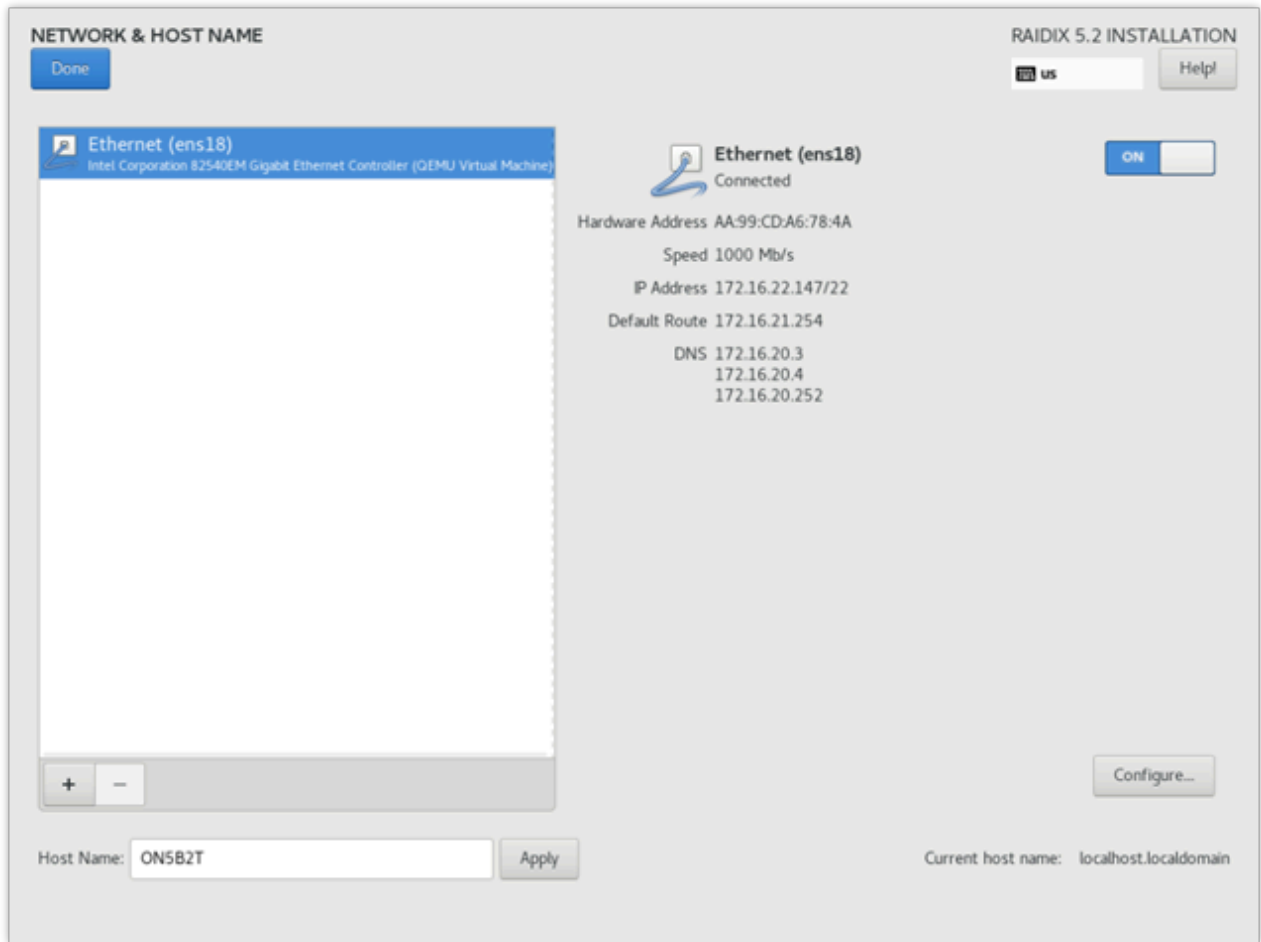 NETWORK & HOST NAME
RAIDIX 5.2 INSTALLATION
Done
us
Help!
Ethernet (ens18)
Intel Corporation 82540EM Gigabit Ethernet Controller (QEMU Virtual Machine)
Ethernet (ens18)
Connected
ON
Hardware Address AA:99:CD:A6:78:4A
Speed 1000 Mb/s
IP Address 172.16.22.147/22
Default Route 172.16.21.254
DNS 172.16.20.3
172.16.20.4
172.16.20.252
+ −
Configure...
Host Name: ON5B2T
Apply
Current host name: localhost.localdomain